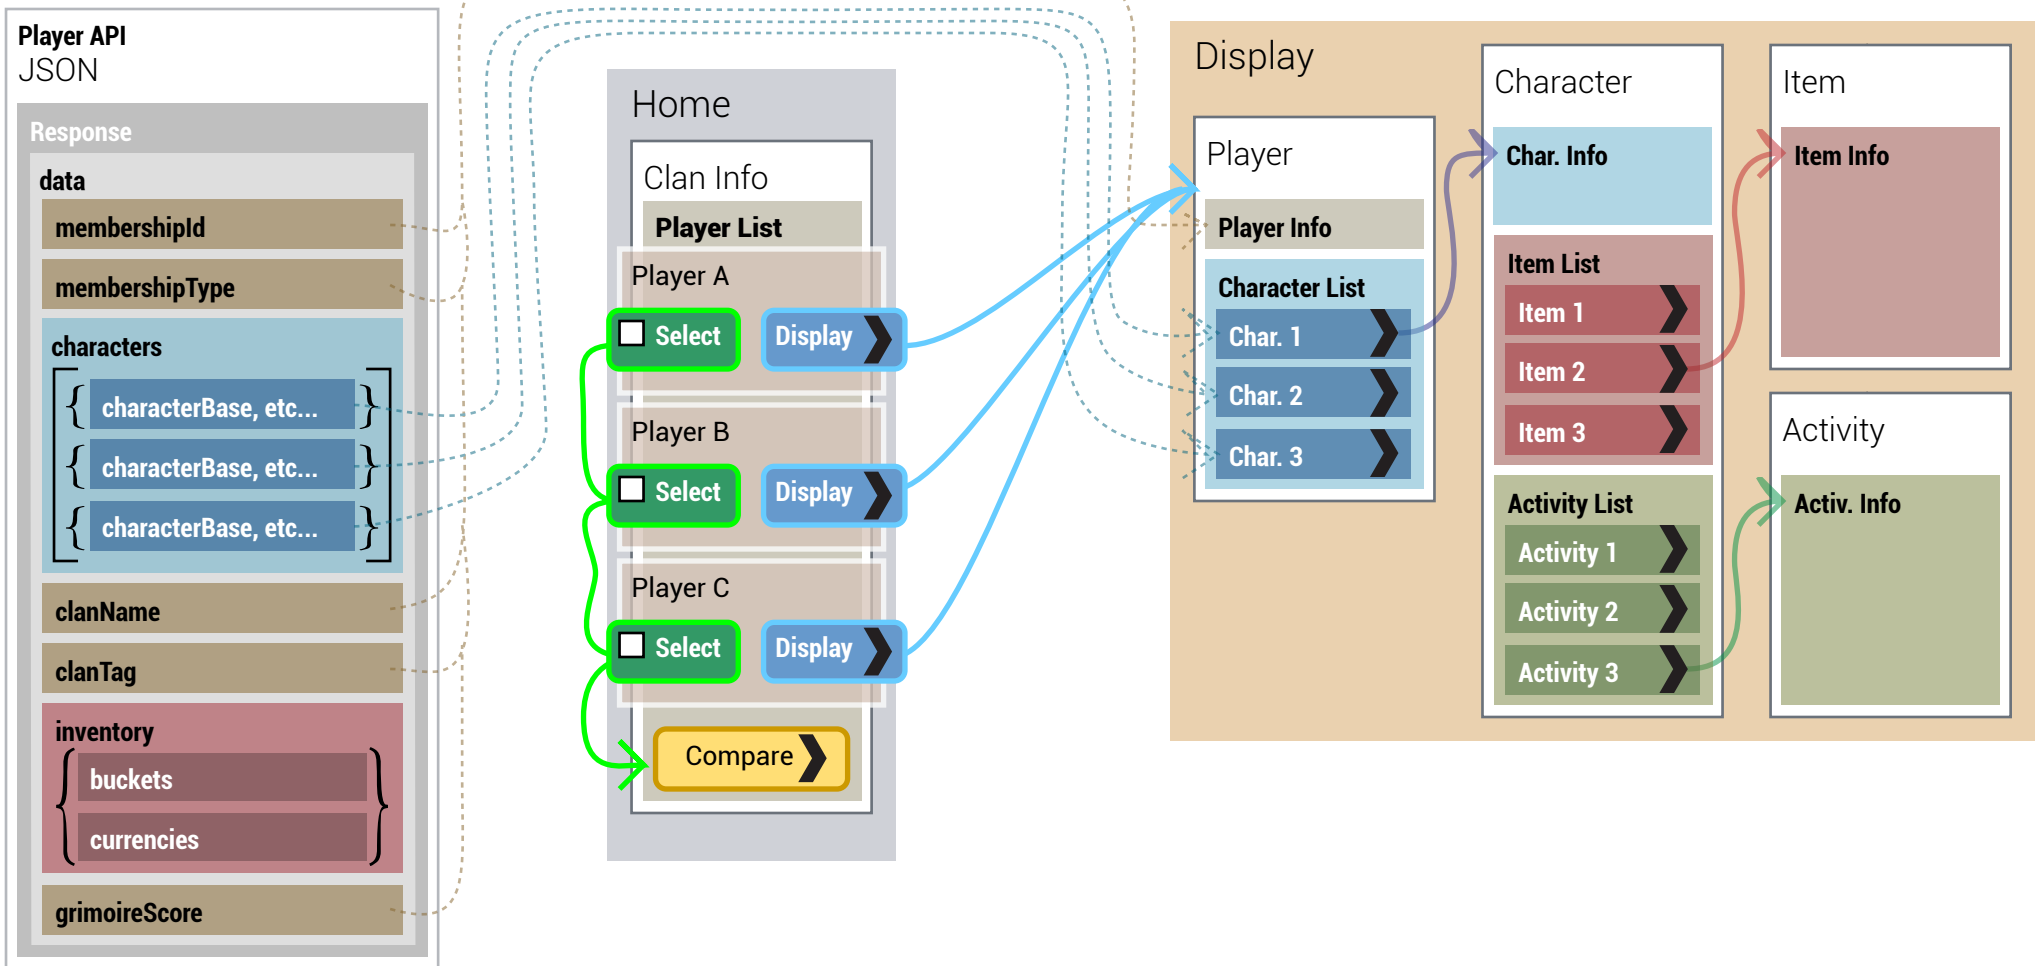 Player API
JSON
Response
data
membershipId
membershipType
characters
{ characterBase, etc... }
{ characterBase, etc... }
{ characterBase, etc... }
clanName
clanTag
inventory
buckets
currencies
grimoireScore
Home
Clan Info
Player List
Player A
Select
Display
Player B
Select
Display
Player C
Select
Display
Compare
Display
Player
Player Info
Character List
Char. 1
Char. 2
Char. 3
Character
Char. Info
Item List
Item 1
Item 2
Item 3
Activity List
Activity 1
Activity 2
Activity 3
Item
Item Info
Activity
Activ. Info